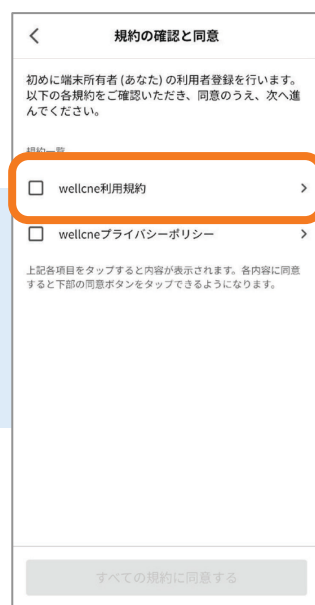 規約の確認と同意
初めに端末所有者 (あなた) の利用者登録を行います。
以下の各規約をご確認いただき、同意のうえ、次へ進
んでください。
規約一覧
wellcne利用規約
wellcneプライバシーポリシー
上記各項目をタップすると内容が表示されます。各内容に同意
すると下部の同意ボタンをタップできるようになります。
すべての規約に同意する